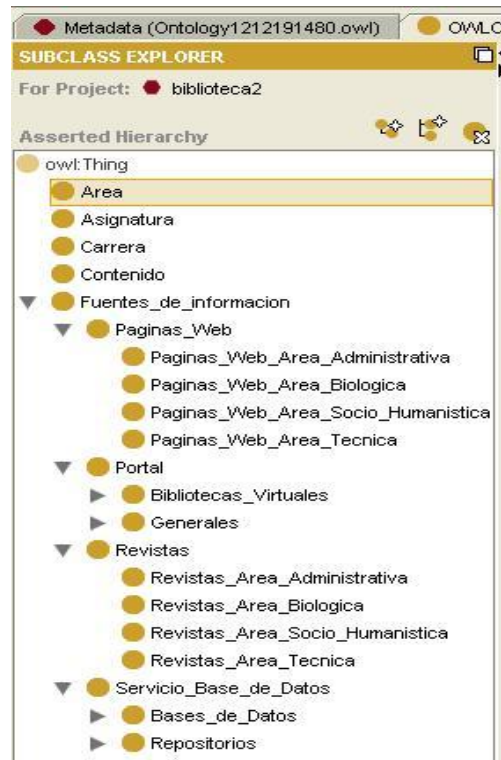 Metadata (Ontology1212191480.owl) OWLC
SUBCLASS EXPLORER
For Project: biblioteca2
Asserted Hierarchy
owl:Thing
Area
Asignatura
Carrera
Contenido
Fuentes_de_informacion
Paginas_Web
Paginas_Web_Area_Administrativa
Paginas_Web_Area_Biologica
Paginas_Web_Area_Socio_Humanistica
Paginas_Web_Area_Tecnica
Portal
Bibliotecas_Virtuales
Generales
Revistas
Revistas_Area_Administrativa
Revistas_Area_Biologica
Revistas_Area_Socio_Humanistica
Revistas_Area_Tecnica
Servicio_Base_de_Datos
Bases_de_Datos
Repositorios